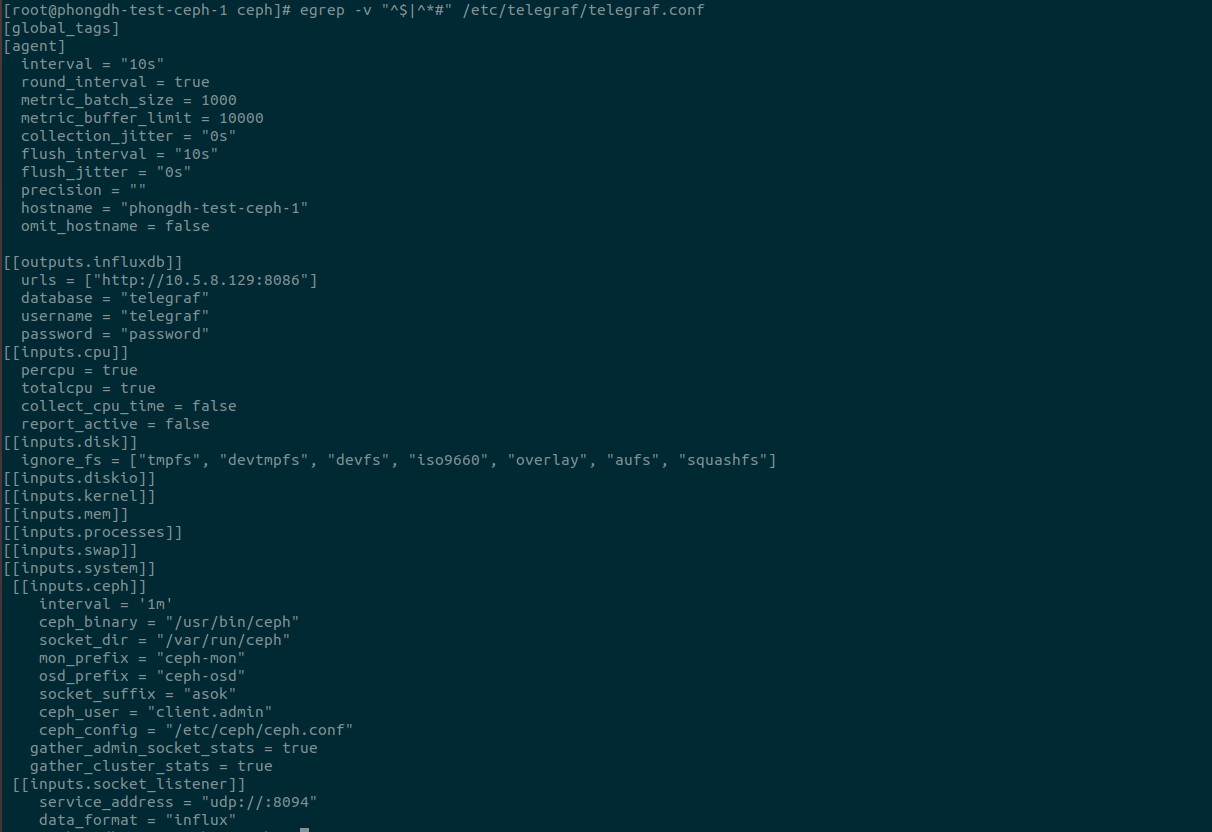 [root@phongdh-test-ceph-1 ceph]# egrep -v "^$|^*#" /etc/telegraf/telegraf.conf
[global_tags]
[agent]
  interval = "10s"
  round_interval = true
  metric_batch_size = 1000
  metric_buffer_limit = 10000
  collection_jitter = "0s"
  flush_interval = "10s"
  flush_jitter = "0s"
  precision = ""
  hostname = "phongdh-test-ceph-1"
  omit_hostname = false

[[outputs.influxdb]]
  urls = ["http://10.5.8.129:8086"]
  database = "telegraf"
  username = "telegraf"
  password = "password"
[[inputs.cpu]]
  percpu = true
  totalcpu = true
  collect_cpu_time = false
  report_active = false
[[inputs.disk]]
  ignore_fs = ["tmpfs", "devtmpfs", "devfs", "iso9660", "overlay", "aufs", "squashfs"]
[[inputs.diskio]]
[[inputs.kernel]]
[[inputs.mem]]
[[inputs.processes]]
[[inputs.swap]]
[[inputs.system]]
 [[inputs.ceph]]
    interval = '1m'
    ceph_binary = "/usr/bin/ceph"
    socket_dir = "/var/run/ceph"
    mon_prefix = "ceph-mon"
    osd_prefix = "ceph-osd"
    socket_suffix = "asok"
    ceph_user = "client.admin"
    ceph_config = "/etc/ceph/ceph.conf"
   gather_admin_socket_stats = true
   gather_cluster_stats = true
 [[inputs.socket_listener]]
    service_address = "udp://:8094"
    data_format = "influx"